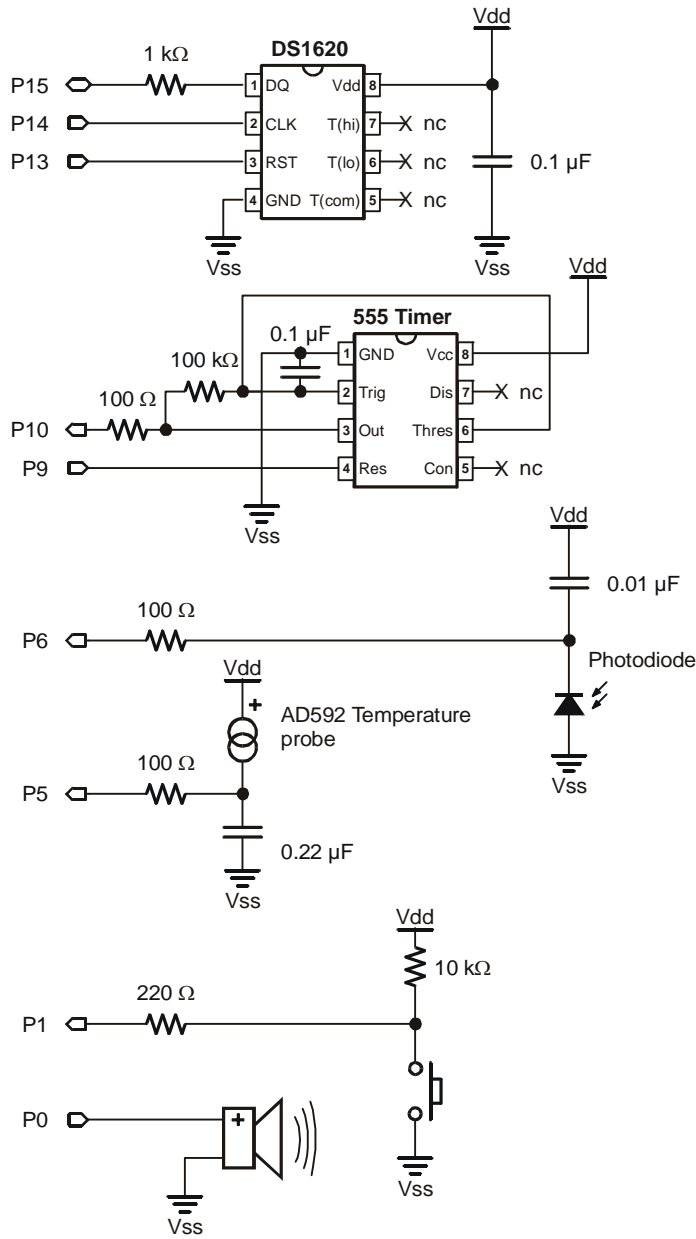 Vdd
DS1620
1 kΩ
P15
1 DQ Vdd 8
P14
2 CLK T(hi) 7 X nc
P13
3 RST T(lo) 6 X nc
0.1 µF
4 GND T(com) 5 X nc
Vss
Vss
Vdd
555 Timer
0.1 µF
1 GND Vcc 8
100 kΩ
2 Trig Dis 7 X nc
100 Ω
P10
3 Out Thres 6
P9
4 Res Con 5 X nc
Vss
Vdd
0.01 µF
100 Ω
P6
Photodiode
Vdd
+
AD592 Temperature
probe
100 Ω
P5
Vss
0.22 µF
Vss
Vdd
10 kΩ
220 Ω
P1
P0
+
Vss
Vss